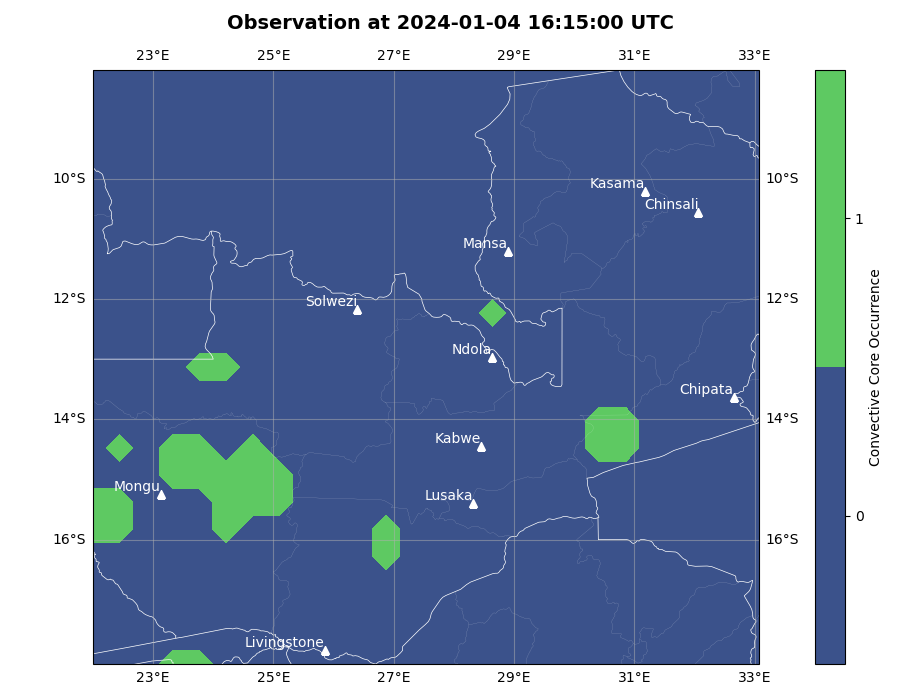 Observation at 2024-01-04 16:15:00 UTC
23°E 25°E 27°E 29°E 31°E 33°E
10°S 10°S
Kasama
Chinsali
1
Mansa
12°S 12°S
Solwezi
Ndola
Chipata
14°S 14°S
Kabwe
Mongu
Lusaka
0
16°S 16°S
Livingstone
23°E 25°E 27°E 29°E 31°E 33°E
Convective Core Occurrence